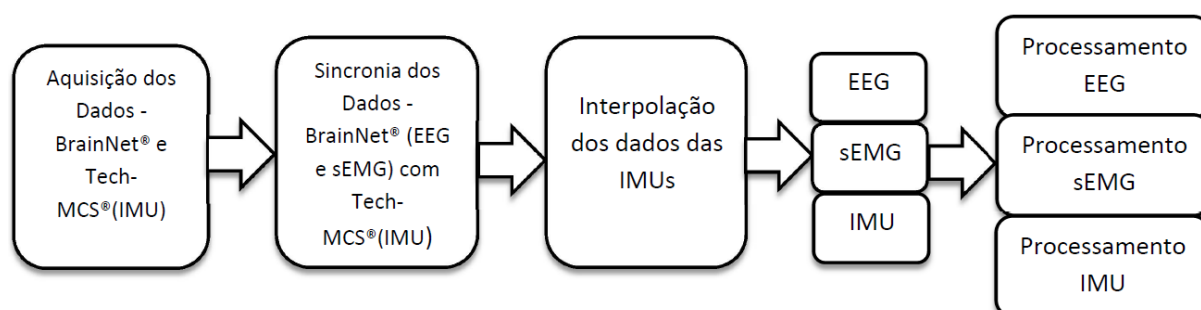 Aquisição dos
Dados -
BrainNet® e
Tech-
MCS®(IMU)
Sincronia dos
Dados -
BrainNet® (EEG
e sEMG) com
Tech-
MCS®(IMU)
Interpolação
dos dados das
IMUs
EEG
sEMG
IMU
Processamento
EEG
Processamento
sEMG
Processamento
IMU